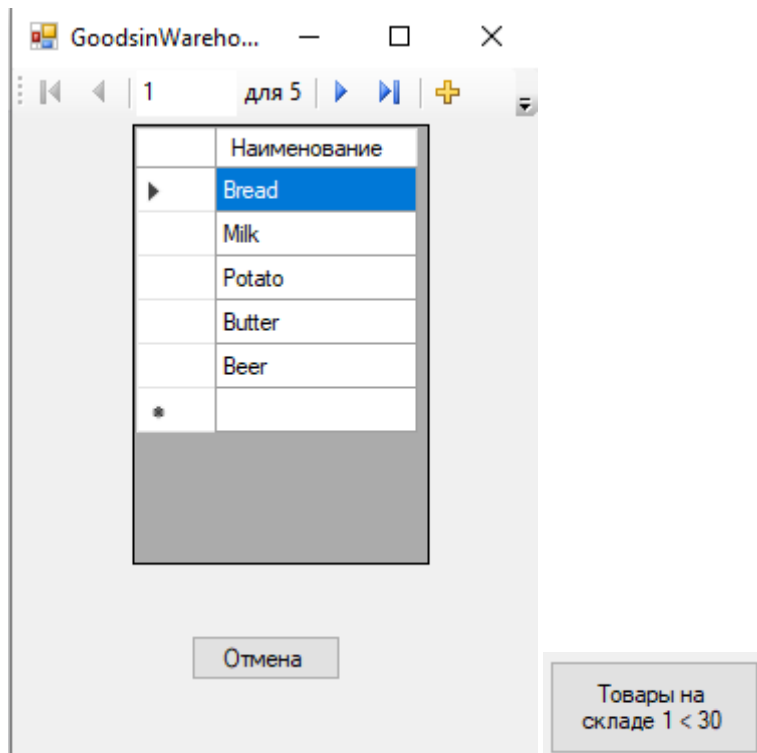 GoodsinWareho...
1 для 5
Наименование
Bread
Milk
Potato
Butter
Beer
Отмена
Товары на
складе 1 < 30